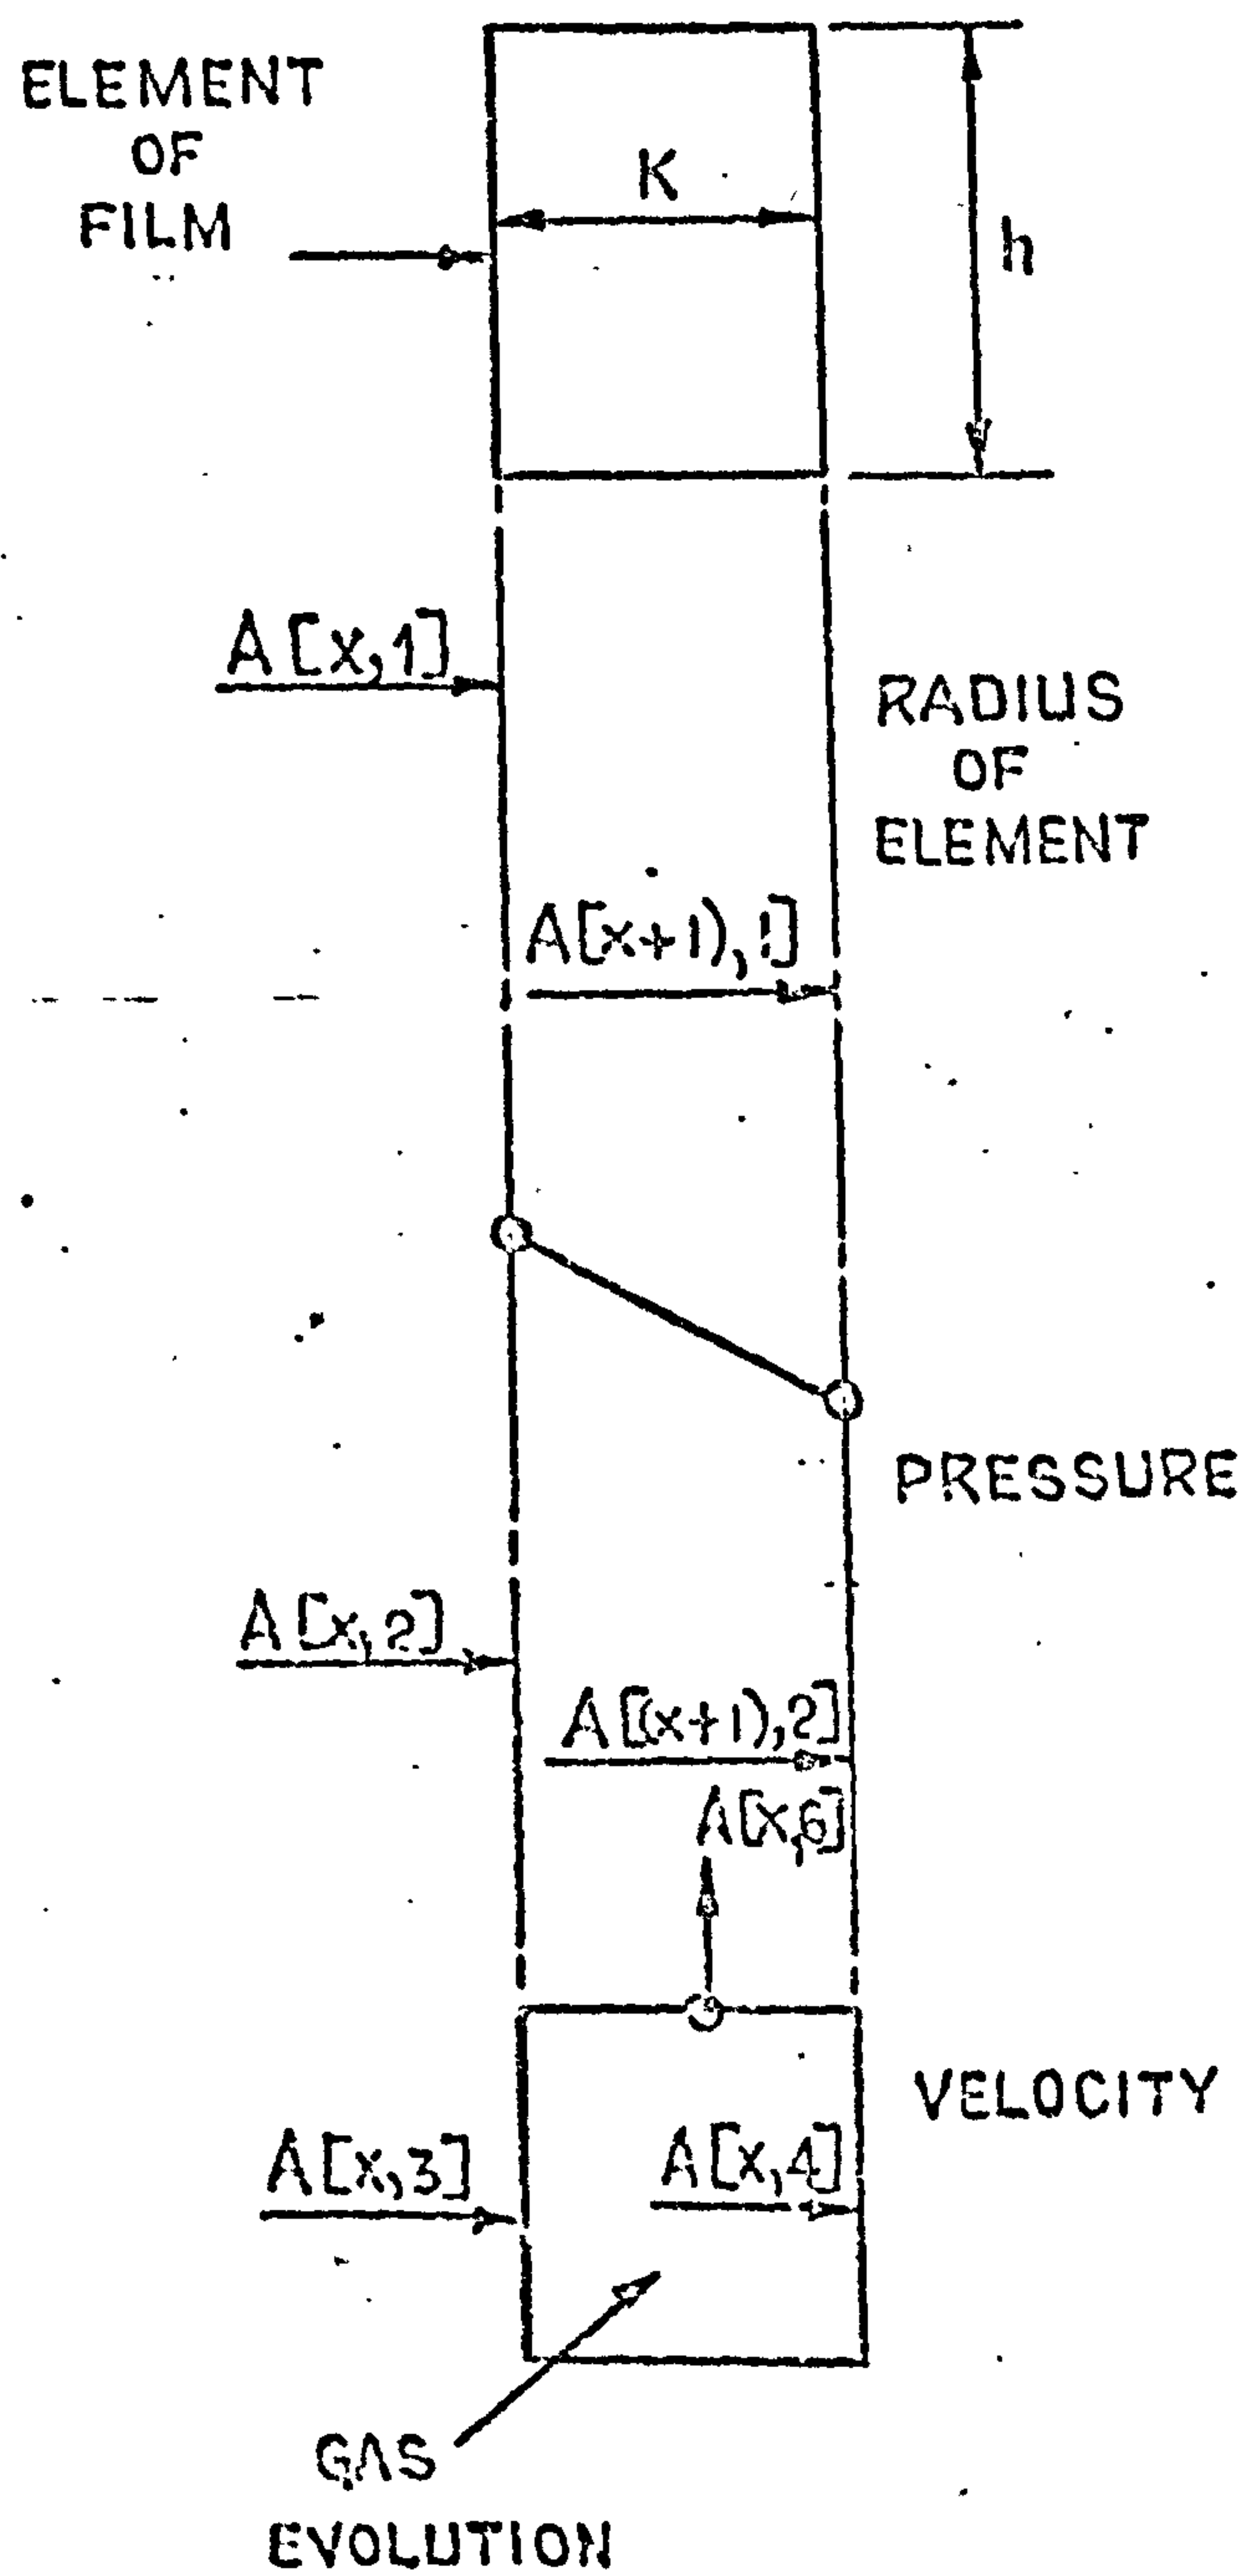 ELEMENT
OF
FILM
K
h
A[x,1]
RADIUS
OF
ELEMENT
A[x+1),1]
PRESSURE
A[x,2]
A[(x+1),2]
A[x,6]
VELOCITY
A[x,3]
A[x,4]
GAS
EVOLUTION